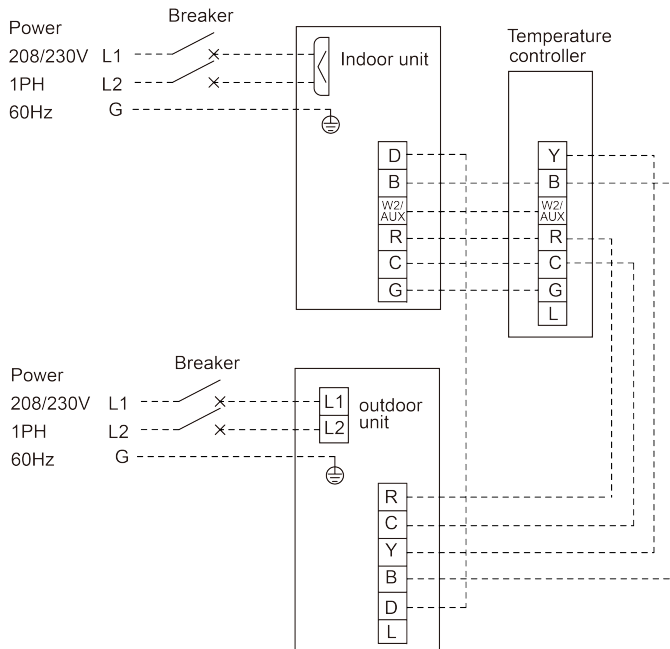 Power
Breaker
208/230V L1
1PH L2
60Hz G
Indoor unit
D
B
W2/
AUX
R
C
G
Temperature
controller
Y
B
W2/
AUX
R
C
G
L
Power
Breaker
208/230V L1
1PH L2
60Hz G
L1
L2
outdoor
unit
R
C
Y
B
D
L